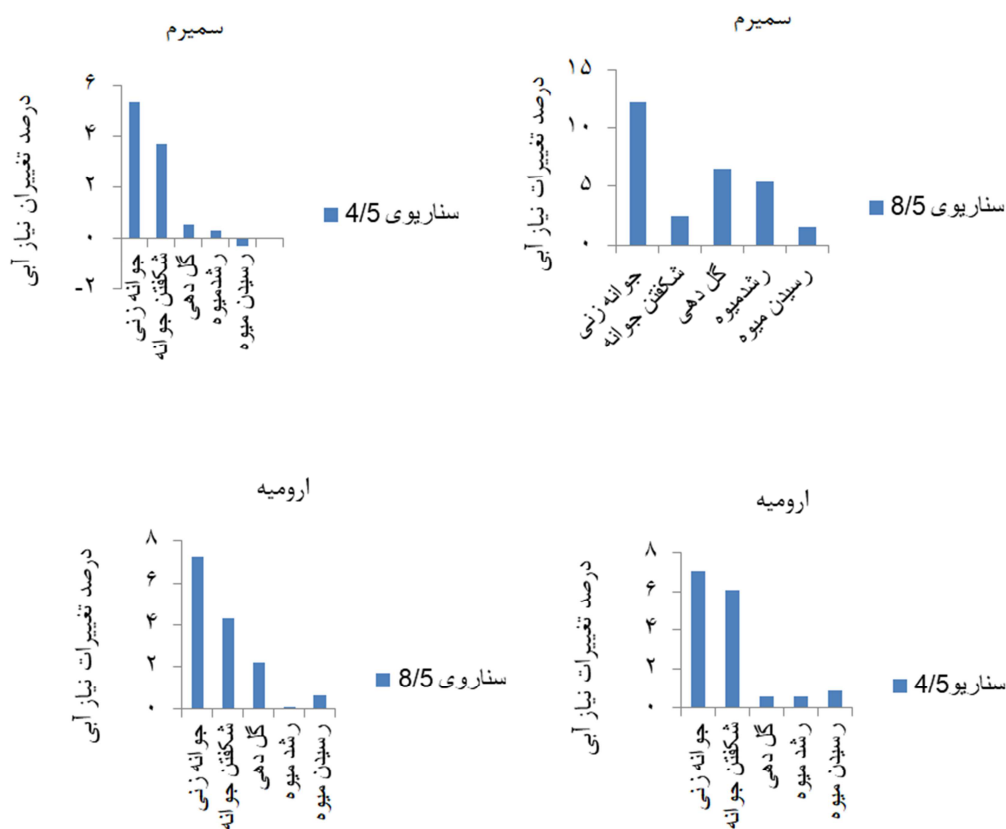 سمیرم
درصد تغییران نیاز آبی
۶
۴
۲
۰
-۲
جوانه زنی
شکفتن جوانه
گل دهی
رشدمیوه
رسیدن میوه
سناریوی 4/5
سمیرم
درصد تغییرات نیاز آبی
۱۵
۱۰
۵
۰
جوانه زنی
شکفتن جوانه
گل دهی
رشدمیوه
رسیدن میوه
سناریوی 8/5
ارومیه
درصد تغییرات نیاز آبی
۸
۶
۴
۲
۰
جوانه زنی
شکفتن جوانه
گل دهی
رشد میوه
رسیدن میوه
سناروی 8/5
ارومیه
درصد تغییرات نیاز آبی
۸
۶
۴
۲
۰
جوانه زنی
شکفتن جوانه
گل دهی
رشد میوه
رسیدن میوه
سناریو 4/5